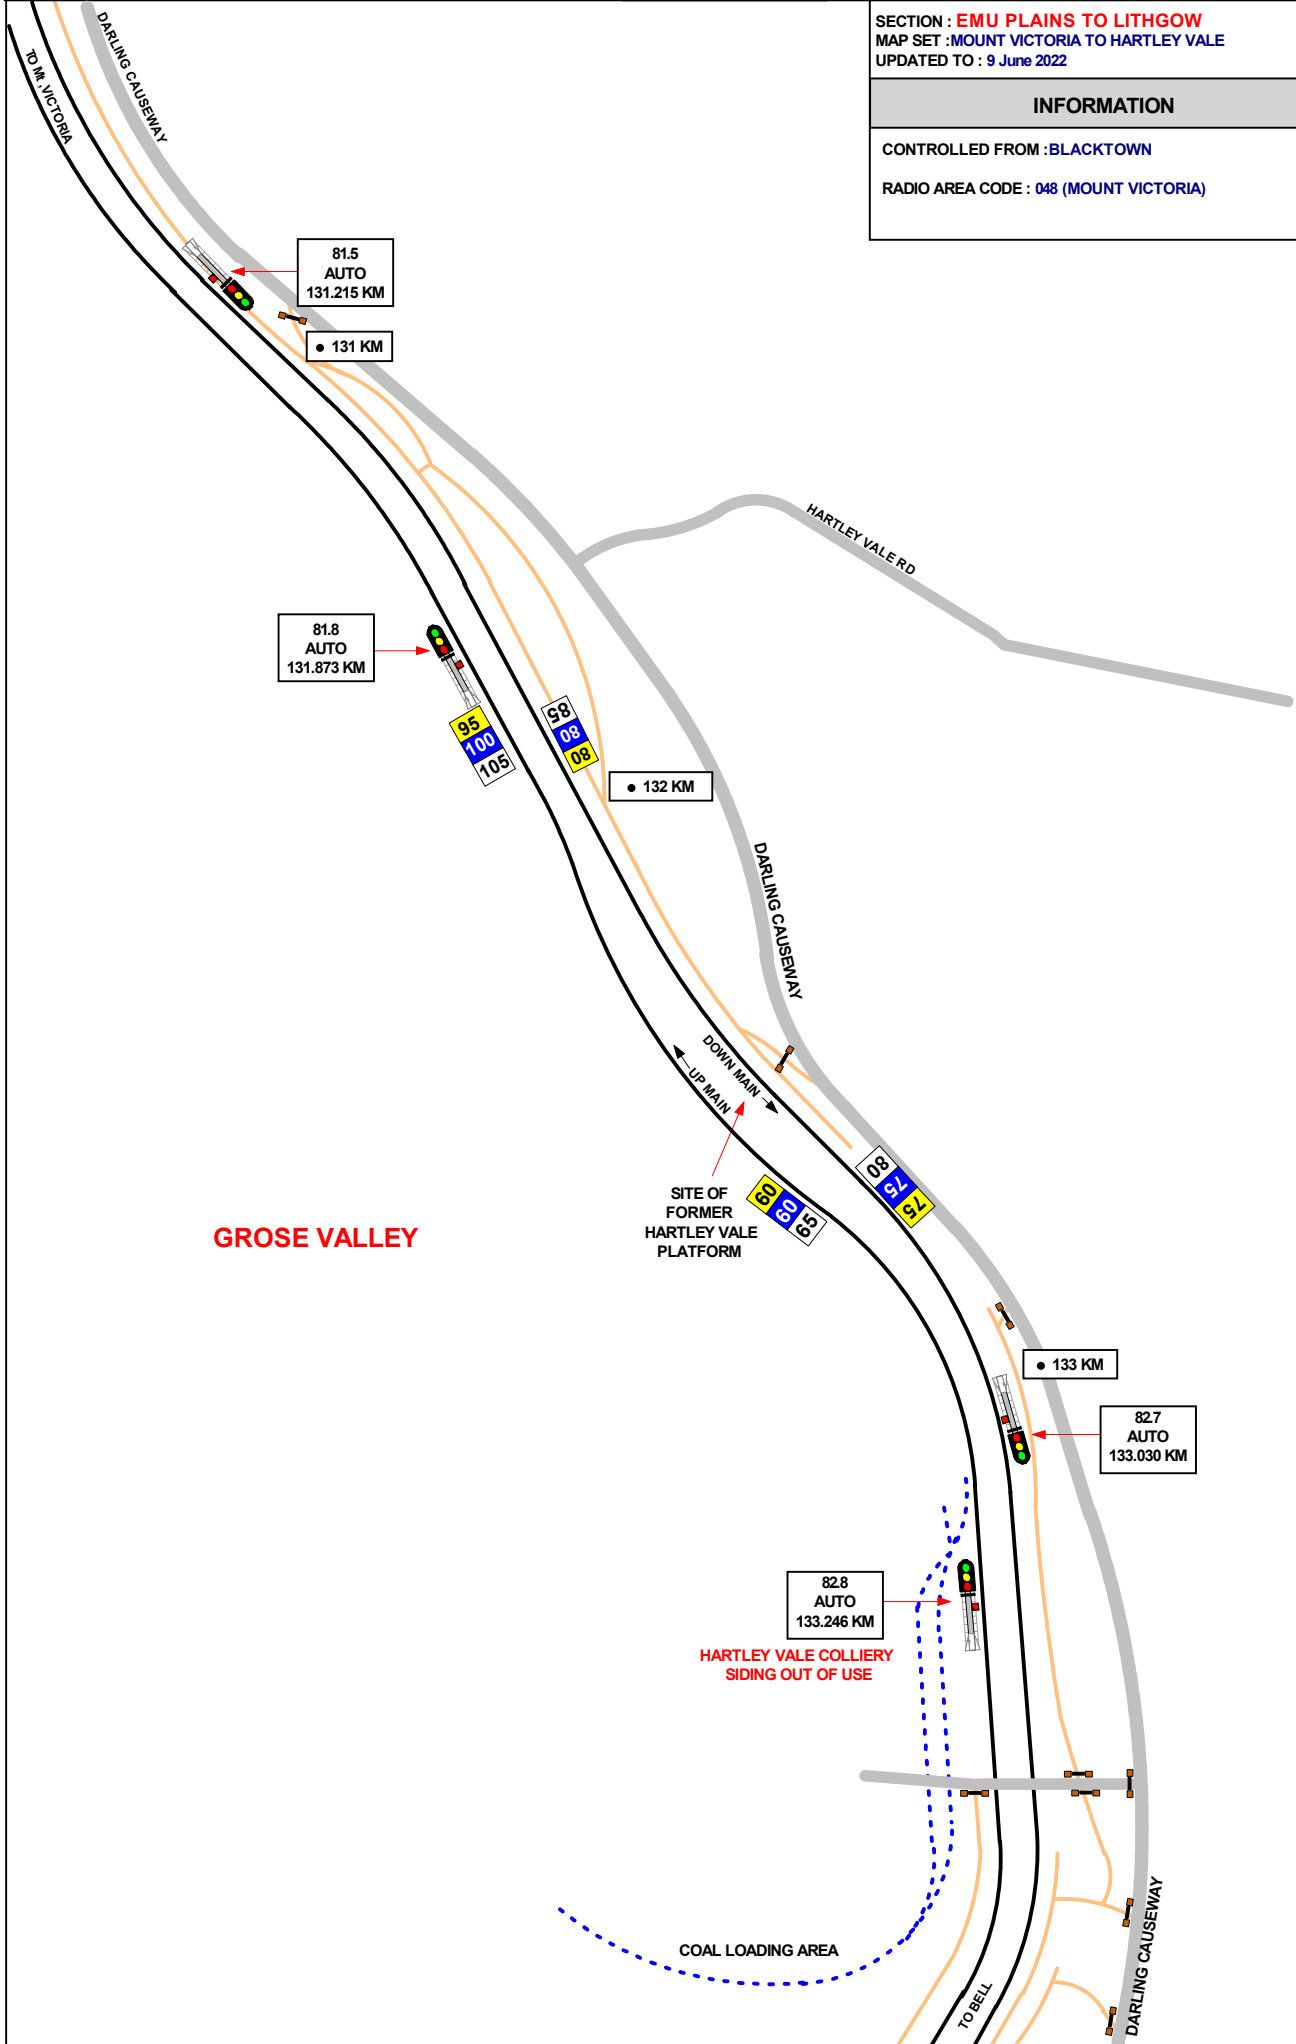 SECTION : EMU PLAINS TO LITHGOW
MAP SET :MOUNT VICTORIA TO HARTLEY VALE
UPDATED TO : 9 June 2022
INFORMATION
CONTROLLED FROM :BLACKTOWN
RADIO AREA CODE : 048 (MOUNT VICTORIA)
DARLING CAUSEWAY
TO Mt ,VICTORIA
81.5
AUTO
131.215 KM
131 KM
HARTLEY VALE RD
81.8
AUTO
131.873 KM
95
100
105
85
80
80
132 KM
DARLING CAUSEWAY
DOWN MAIN
UP MAIN
SITE OF
FORMER
HARTLEY VALE
PLATFORM
60
60
65
80
75
75
GROSE VALLEY
133 KM
82.7
AUTO
133.030 KM
82.8
AUTO
133.246 KM
HARTLEY VALE COLLIERY
SIDING OUT OF USE
COAL LOADING AREA
TO BELL
DARLING CAUSEWAY